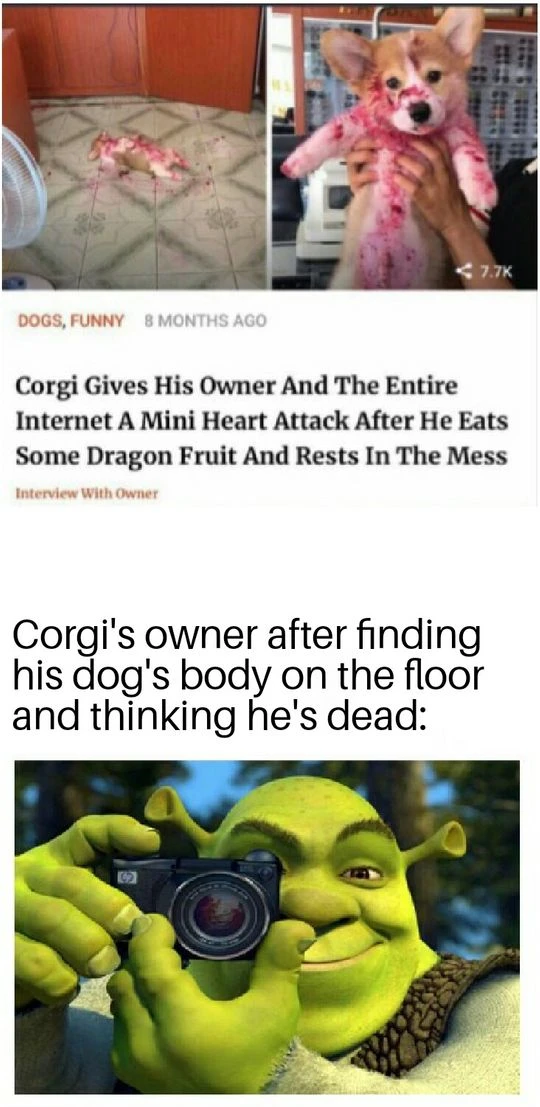 7.7K
DOGS, FUNNY 8 MONTHS AGO
Corgi Gives His Owner And The Entire
Internet A Mini Heart Attack After He Eats
Some Dragon Fruit And Rests In The Mess
Interview With Owner
Corgi's owner after finding
his dog's body on the floor
and thinking he's dead:
hp